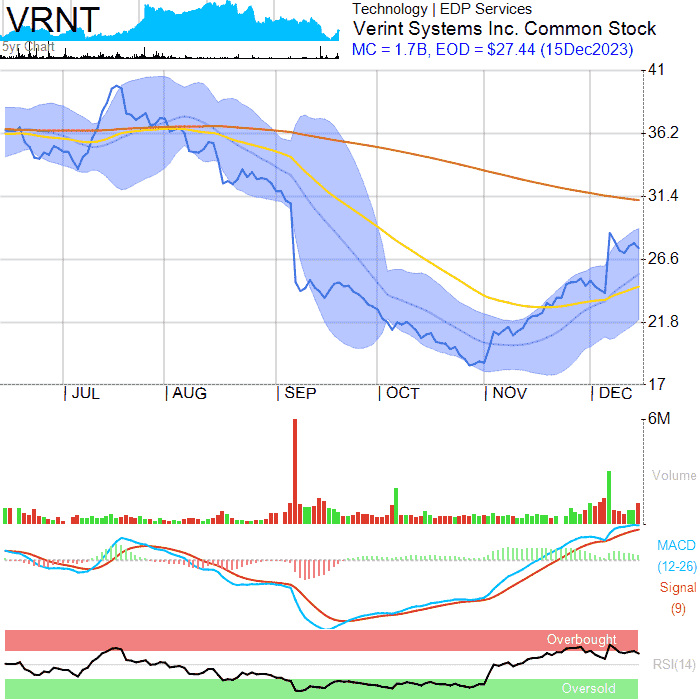 VRNT
5yr Chart
Technology | EDP Services
Verint Systems Inc. Common Stock
MC = 1.7B, EOD = $27.44 (15Dec2023)
41
36.2
31.4
26.6
21.8
17
JUL
AUG
SEP
OCT
NOV
DEC
6M
Volume
MACD
(12-26)
Signal
(9)
Overbought
RSI(14)
Oversold